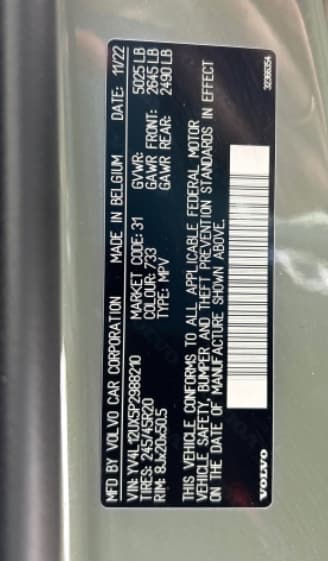 MFD BY VOLVO CAR CORPORATION MADE IN BELGIUM DATE: 11/22
VIN: YV4L12UX5P2988210 MARKET CODE: 31 GVWR: 5025 LB
TIRES: 245/45R20 COLOUR: 733 GAWR FRONT: 2645 LB
RIM: 8Jx20x50.5 TYPE: MPV GAWR REAR: 2490 LB
THIS VEHICLE CONFORMS TO ALL APPLICABLE FEDERAL MOTOR
VEHICLE SAFETY, BUMPER AND THEFT PREVENTION STANDARDS IN EFFECT
ON THE DATE OF MANUFACTURE SHOWN ABOVE.
VOLVO
32366354